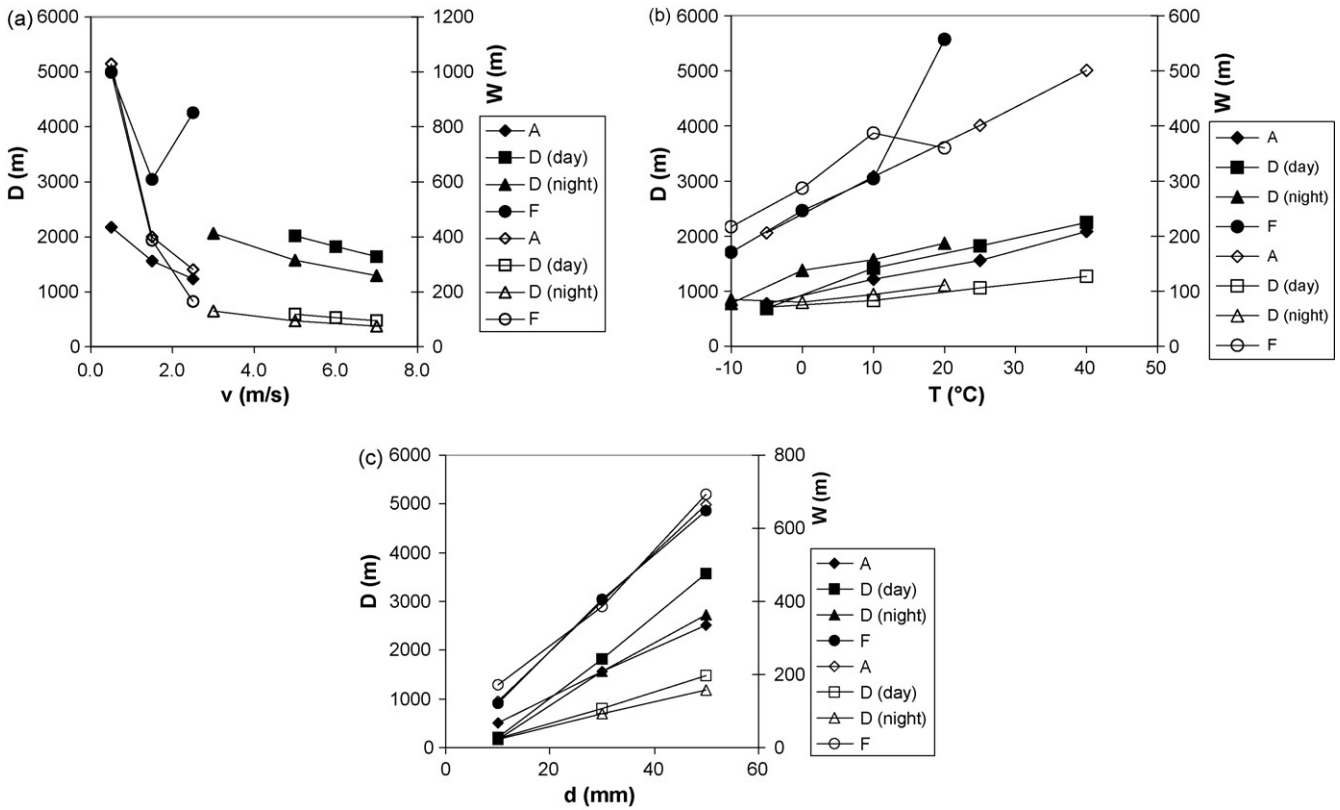 (a)
6000
5000
4000
3000
2000
1000
0
D (m)
1200
1000
800
600
400
200
0
W (m)
0.0 2.0 4.0 6.0 8.0
v (m/s)
A
D (day)
D (night)
F
A
D (day)
D (night)
F
(b)
6000
5000
4000
3000
2000
1000
0
D (m)
600
500
400
300
200
100
0
W (m)
-10 0 10 20 30 40 50
T (°C)
A
D (day)
D (night)
F
A
D (day)
D (night)
F
(c)
6000
5000
4000
3000
2000
1000
0
D (m)
800
600
400
200
0
W (m)
0 20 40 60
d (mm)
A
D (day)
D (night)
F
A
D (day)
D (night)
F